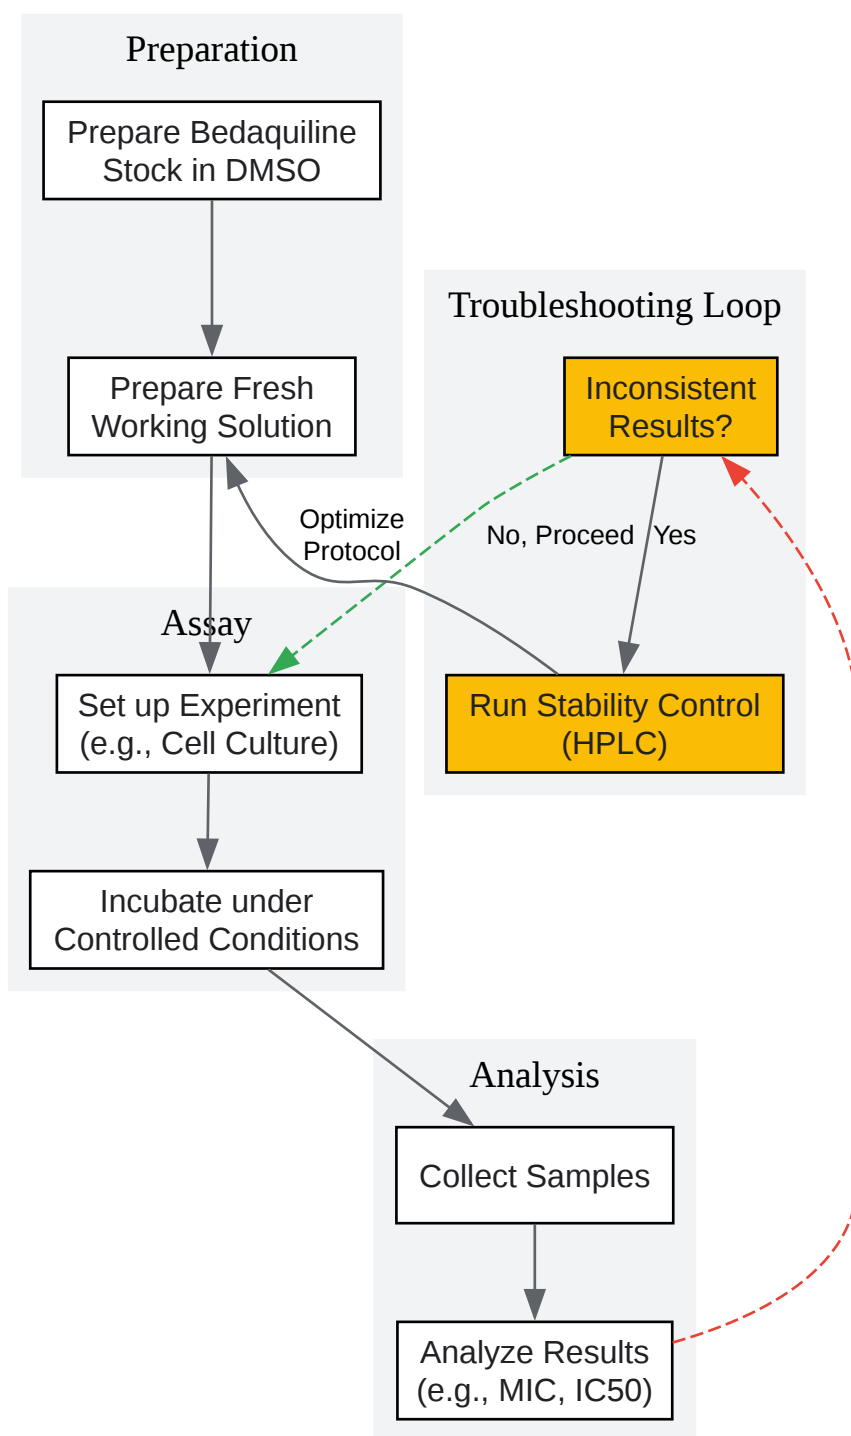 Preparation
Prepare Bedaquiline
Stock in DMSO
Prepare Fresh
Working Solution
Troubleshooting Loop
Inconsistent
Results?
Optimize
Protocol
No, Proceed
Yes
Assay
Set up Experiment
(e.g., Cell Culture)
Run Stability Control
(HPLC)
Incubate under
Controlled Conditions
Analysis
Collect Samples
Analyze Results
(e.g., MIC, IC50)